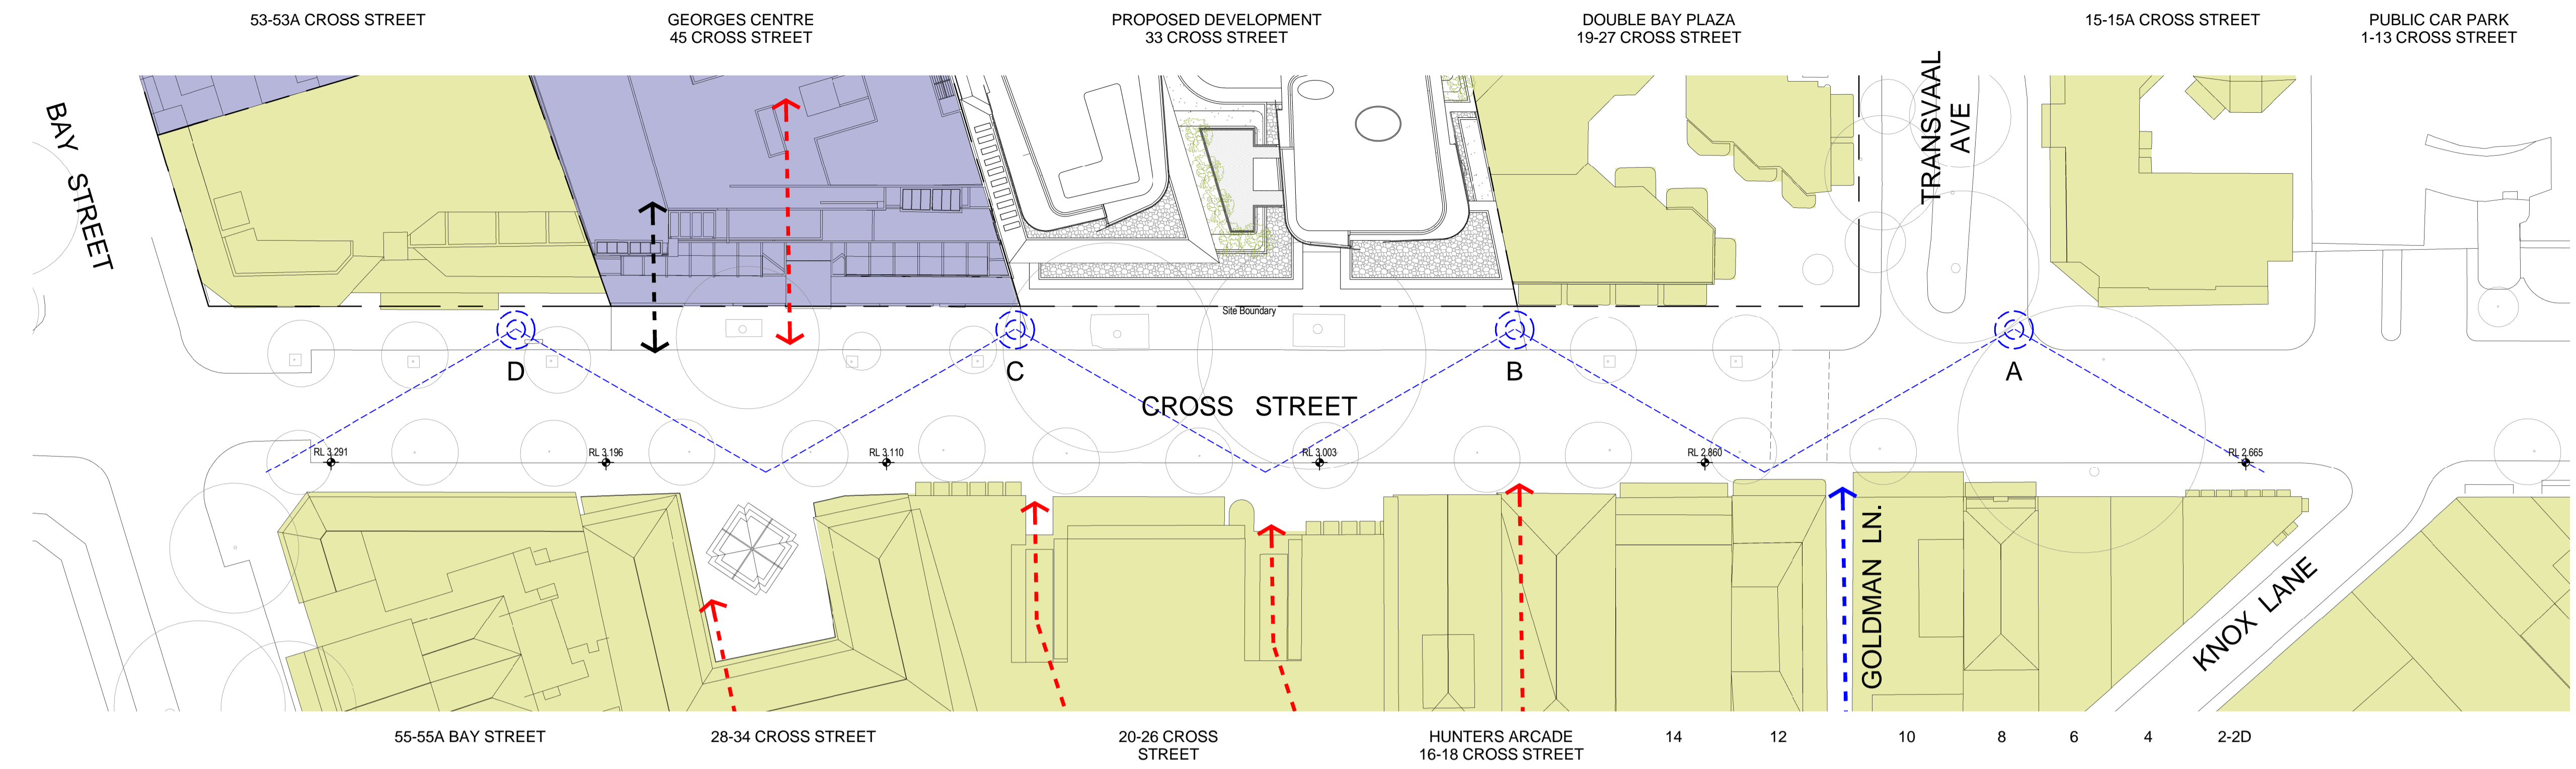 53-53A CROSS STREET
GEORGES CENTRE
45 CROSS STREET
PROPOSED DEVELOPMENT
33 CROSS STREET
DOUBLE BAY PLAZA
19-27 CROSS STREET
15-15A CROSS STREET
PUBLIC CAR PARK
1-13 CROSS STREET
BAY STREET
TRANSVAAL
AVE
Site Boundary
D
C
B
A
CROSS STREET
RL 3.291
RL 3.196
RL 3.110
RL 3.003
RL 2.860
RL 2.665
GOLDMAN LN.
KNOX LANE
55-55A BAY STREET
28-34 CROSS STREET
20-26 CROSS
STREET
HUNTERS ARCADE
16-18 CROSS STREET
14
12
10
8
6
4
2-2D